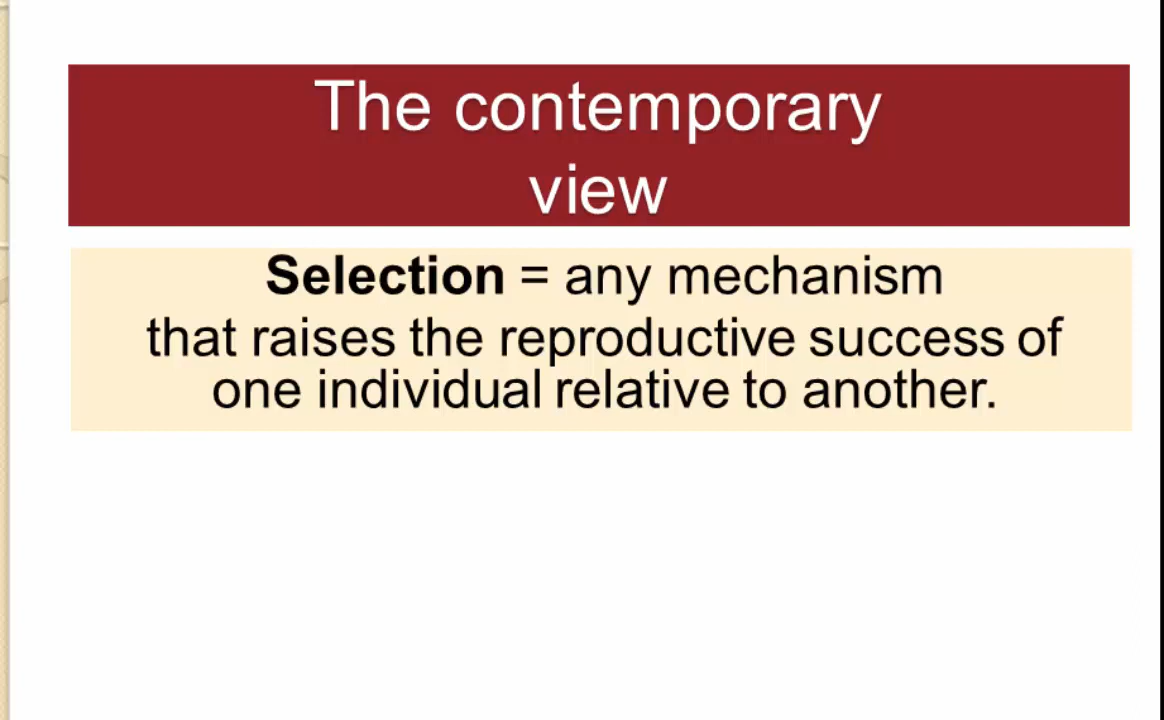 The contemporary
view
Selection = any mechanism
that raises the reproductive success of
one individual relative to another.